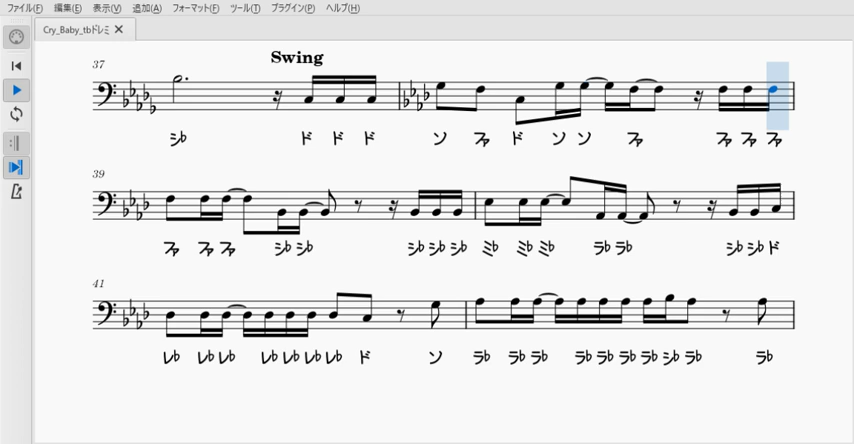 ファイル(F) 編集(E) 表示(V) 追加(A) フォーマット(F) ツール(T) プラグイン(P) ヘルプ(H)
Cry_Baby_tbドレミ ×
Swing
37
シ♭ ド ド ド ソ ファ ド ソ ソ ファ ファ ファ ファ
39
ファ ファ ファ シ♭ シ♭ シ♭ シ♭ シ♭ ミ♭ ミ♭ ミ♭ ラ♭ ラ♭ シ♭ シ♭ ド
41
レ♭ レ♭ レ♭ レ♭ レ♭ レ♭ レ♭ ド ソ ラ♭ ラ♭ ラ♭ ラ♭ ラ♭ ラ♭ ラ♭ シ♭ ラ♭ ラ♭